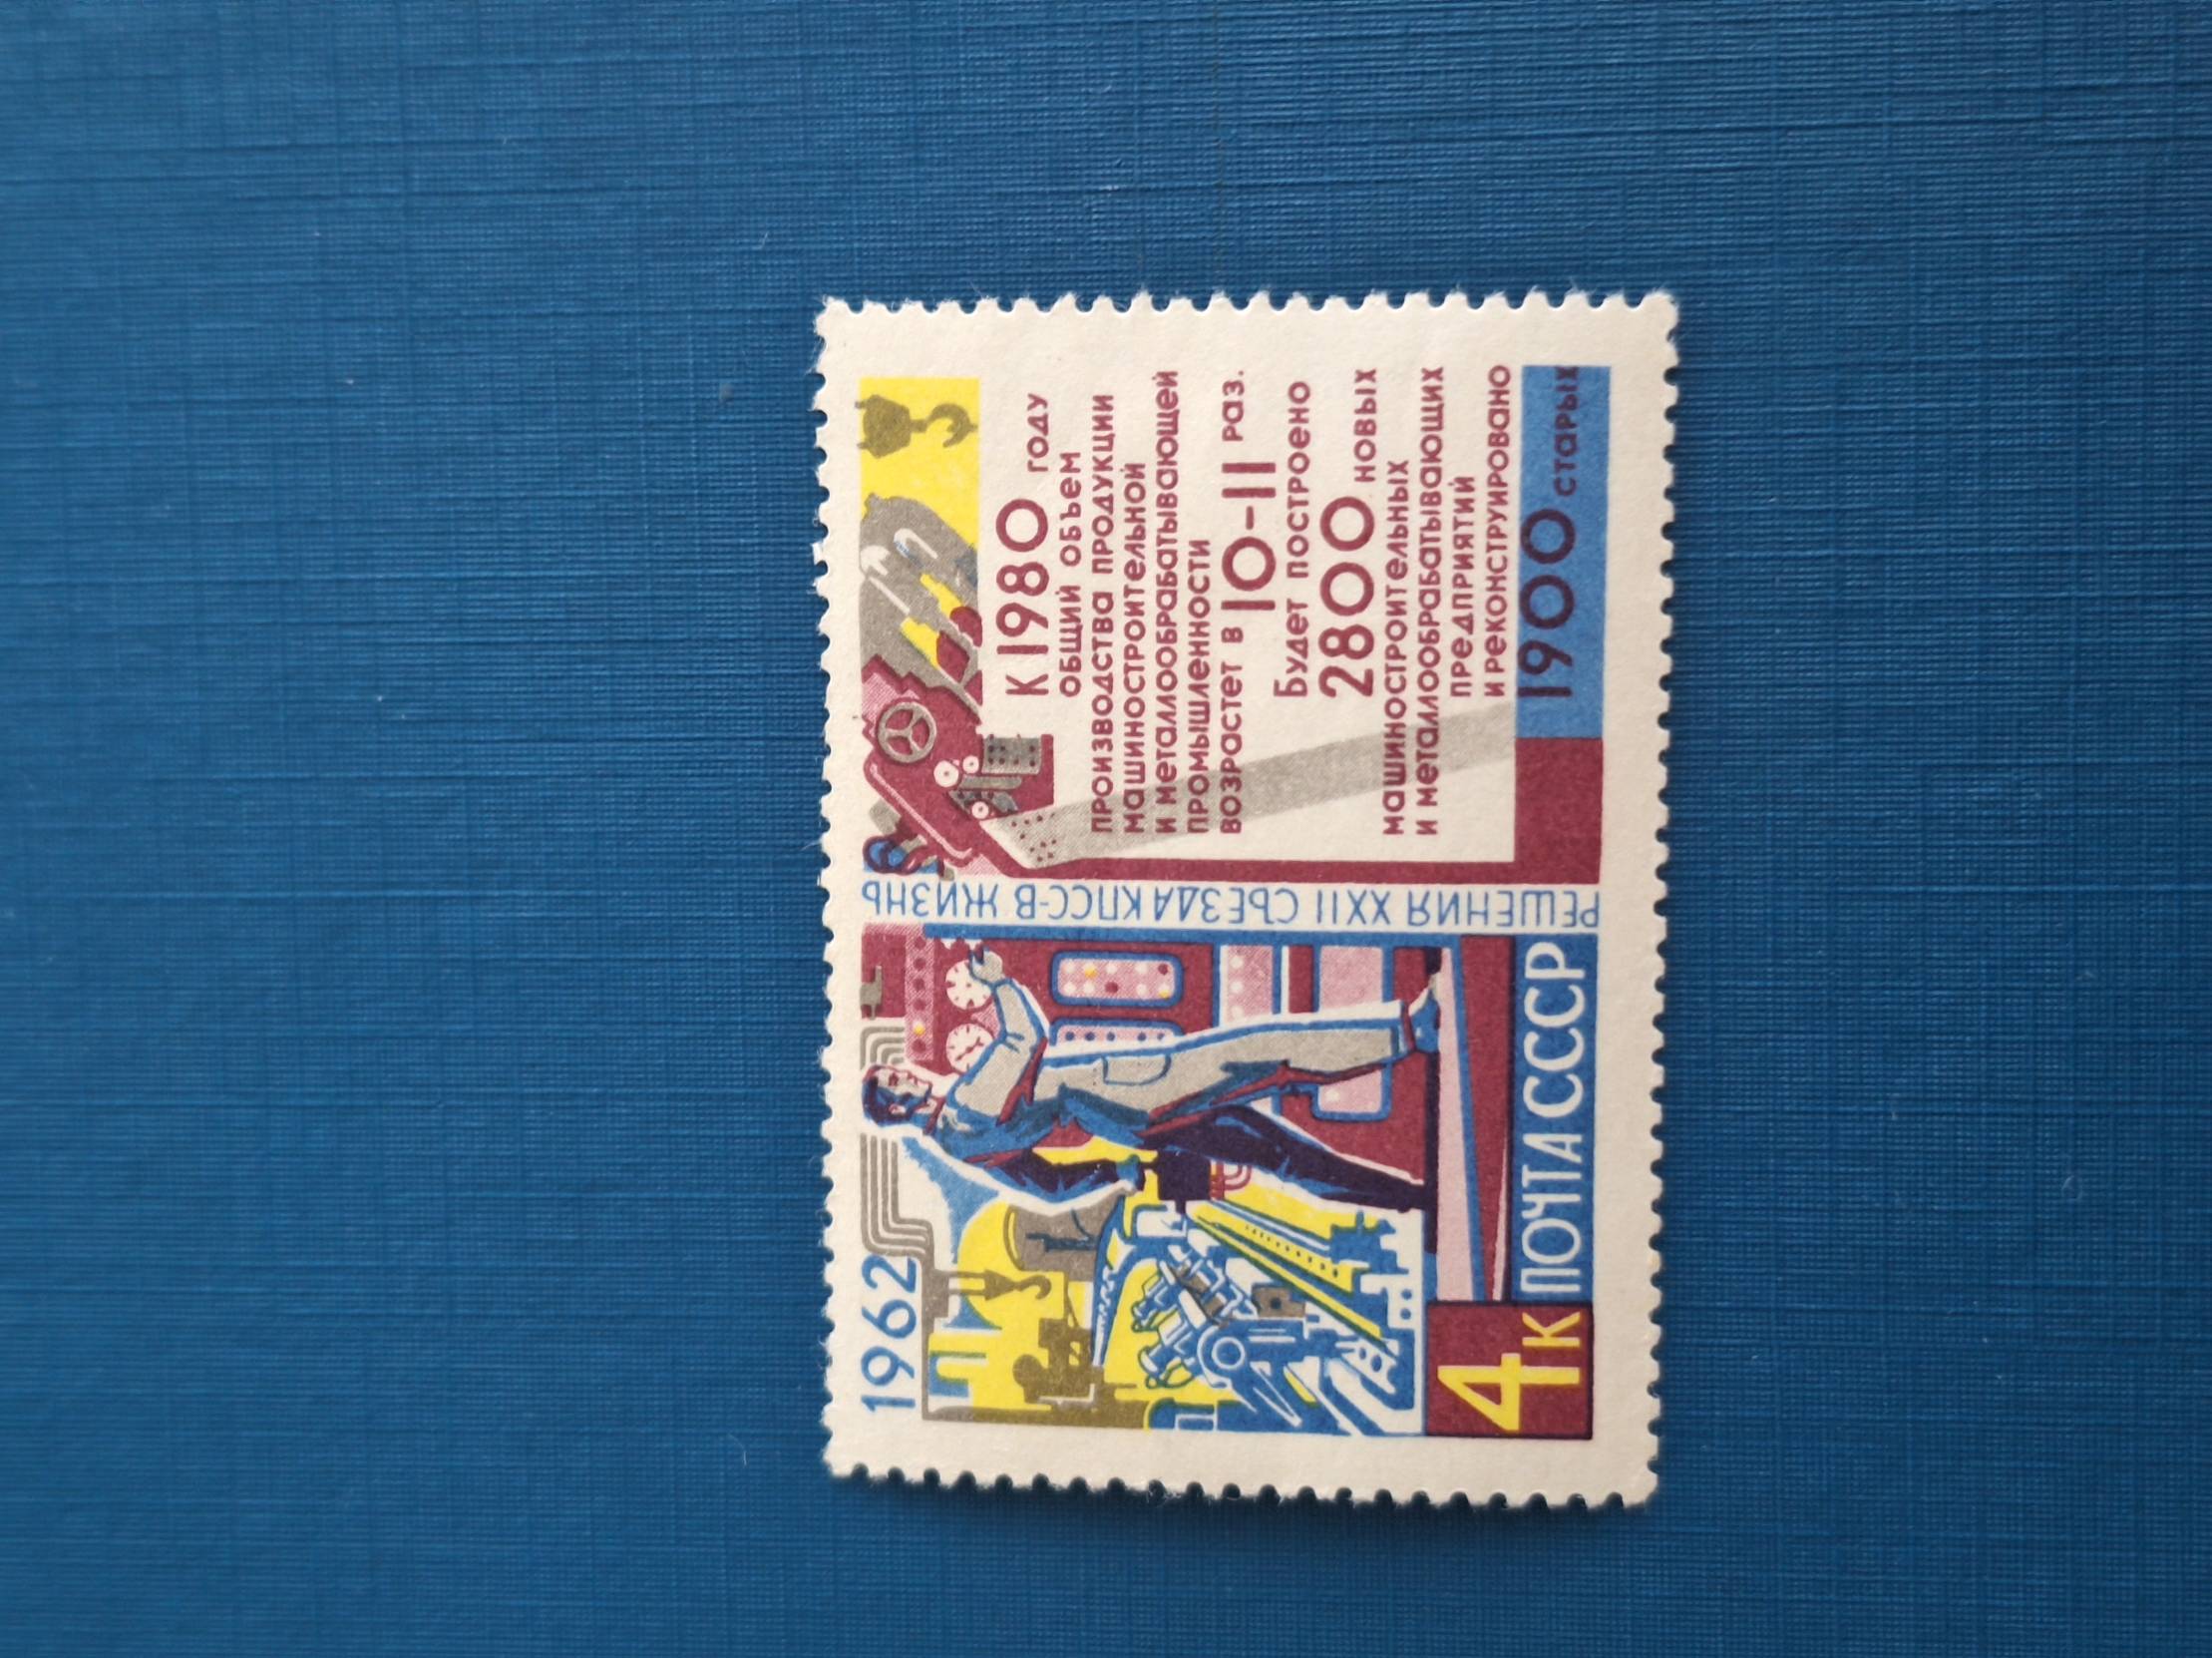 1962
4к
ПОЧТА СССР
РЕШЕНИЯ XXII СЪЕЗДА КПСС-В ЖИЗНЬ
К 1980 году
общий объем
производства продукции
машиностроительной
и металлообрабатывающей
промышленности
возрастет в 10-11 раз.
Будет построено
2800 новых
машиностроительных
и металлообрабатывающих
предприятий
и реконструировано
1900 старых